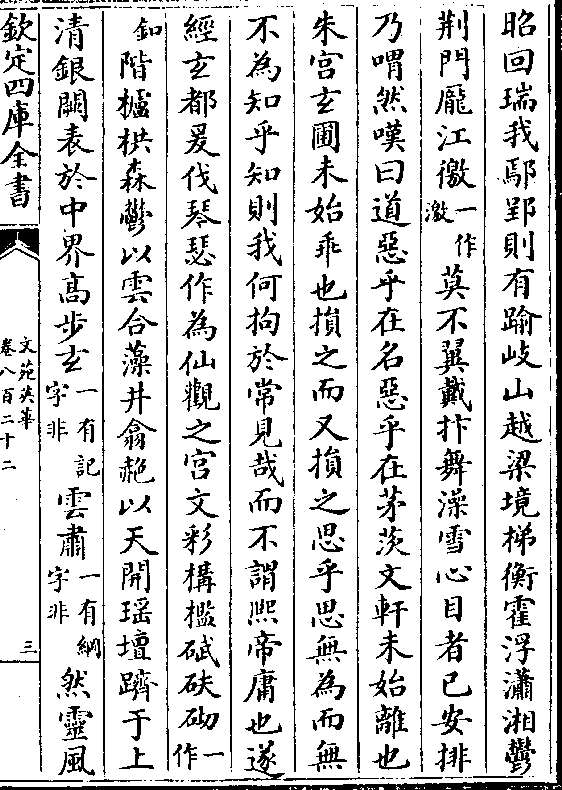 昭回瑞我鄢郢則有踰岐山越梁境梯衡霍浮瀟湘鬱
荆門龐江徼一作激莫不翼戴抃舞澡雪心目者已安排
乃喟然嘆曰道惡乎在名惡乎在茅茨文軒未始離也
朱宫玄圃未始乖也損之而又損之思乎思無為而無
不為知乎知則我何拘於常見哉而不謂熙帝庸也遂
經玄都爰伐琴瑟作為仙觀之宫文彩構檻碔砆砌一作
釦階櫨栱森鬱以雲合藻井翕赩以天開瑶壇躋于上
清銀闕表於中界髙步玄一有記字非雲肅一有綱字非然靈風
欽定四庫全書
文苑英華
卷八百二十二
三